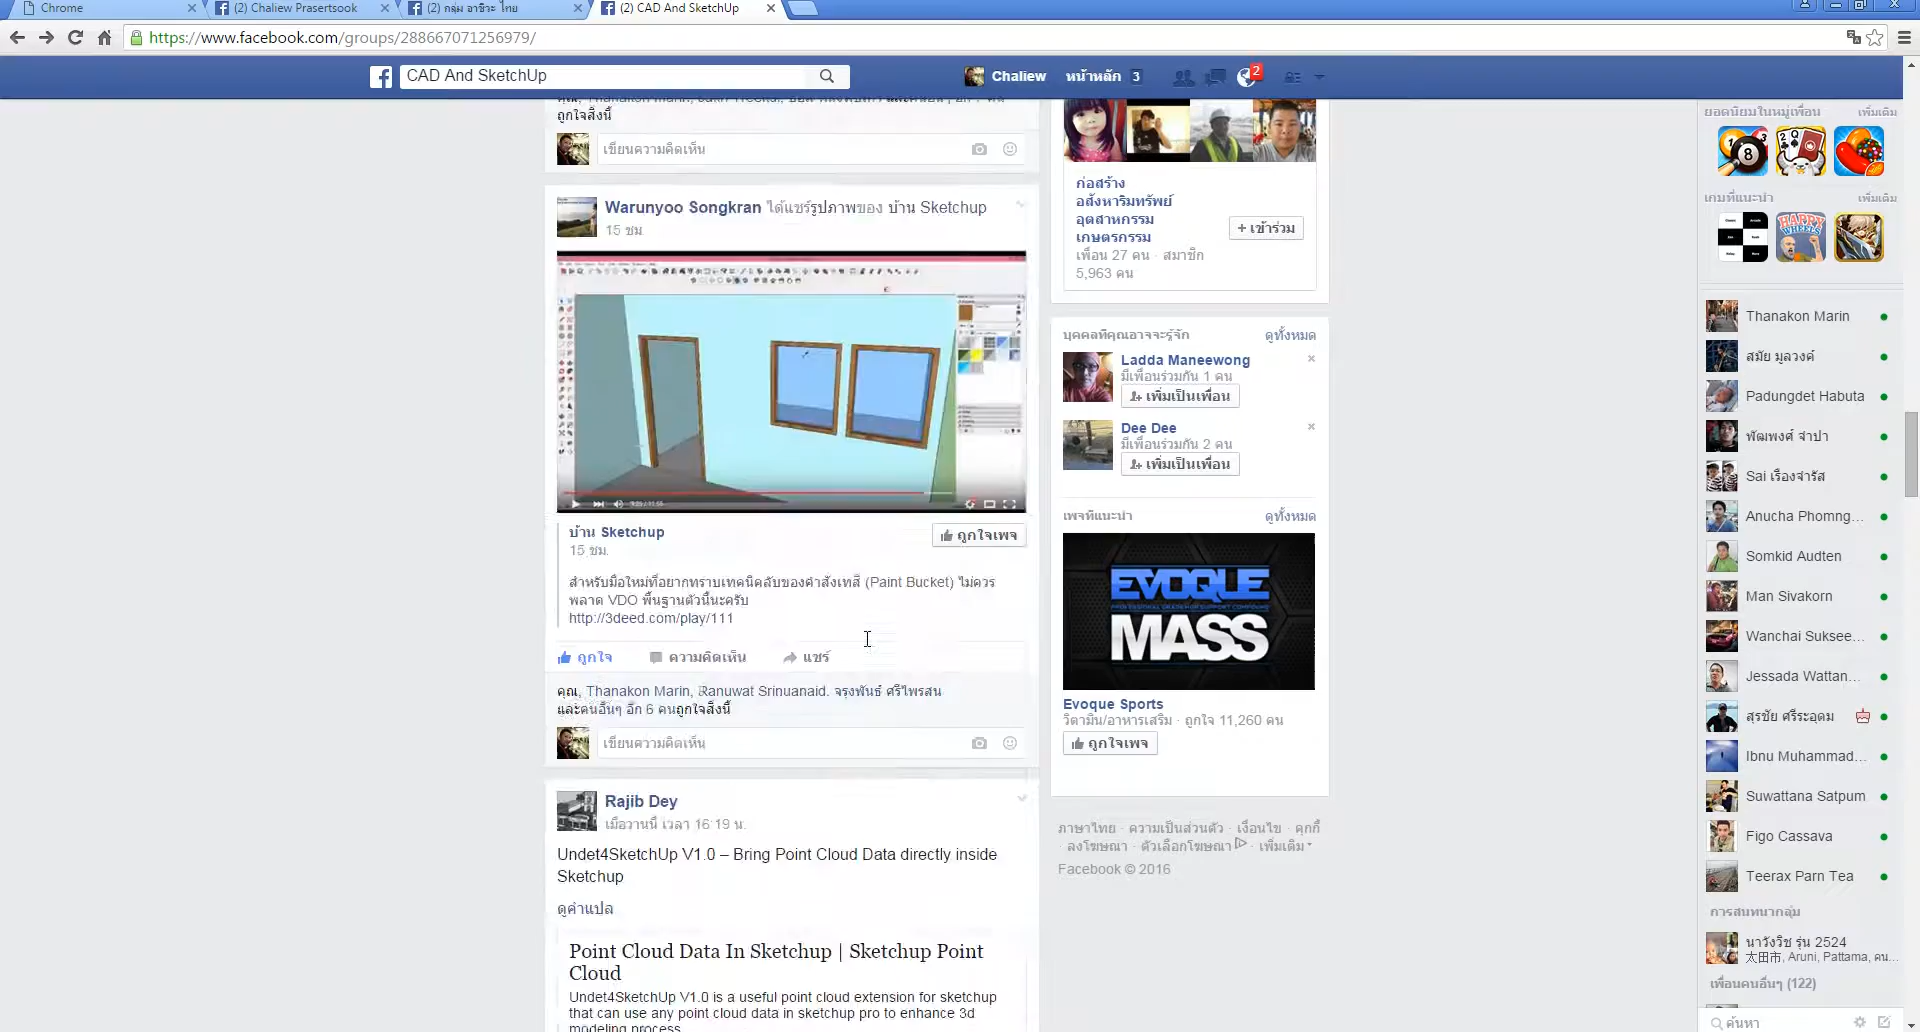 Chrome
(2) Chaliew Prasertsook
(2) กลุ่ม อาชีวะ ไทย
(2) CAD And SketchUp
https://www.facebook.com/groups/288667071256979/
CAD And SketchUp
Chaliew
หน้าหลัก 3
2
ถูกใจสิ่งนี้
เขียนความคิดเห็น
Warunyoo Songkran ได้แชร์รูปภาพของ บ้าน Sketchup
15 ชม
บ้าน Sketchup
ถูกใจเพจ
15 ชม.
สำหรับมือใหม่ที่อยากทราบเทคนิคลับของคำสั่งเทสี (Paint Bucket) ไม่ควร
พลาด VDO พื้นฐานตัวนี้นะครับ
http://3deed.com/play/111
ถูกใจ
ความคิดเห็น
แชร์
คุณ, Thanakon Marin, Ranuwat Srinuanaid. จรุงพันธ์ ศรีไพรสน
และคนอื่นๆ อีก 6 คนถูกใจสิ่งนี้
เขียนความคิดเห็น
Rajib Dey
เมื่อวานนี้ เวลา 16:19 น.
Undet4SketchUp V1.0 – Bring Point Cloud Data directly inside
Sketchup
ดูคำแปล
Point Cloud Data In Sketchup | Sketchup Point
Cloud
Undet4SketchUp V1.0 is a useful point cloud extension for sketchup
that can use any point cloud data in sketchup pro to enhance 3d
modeling process
ก่อสร้าง
อสังหาริมทรัพย์
อุตสาหกรรม
เกษตรกรรม
+ เข้าร่วม
เพื่อน 27 คน · สมาชิก
5,963 คน
บุคคลที่คุณอาจจะรู้จัก
ดูทั้งหมด
Ladda Maneewong
มีเพื่อนร่วมกัน 1 คน
เพิ่มเป็นเพื่อน
Dee Dee
มีเพื่อนร่วมกัน 2 คน
เพิ่มเป็นเพื่อน
เพจที่แนะนำ
ดูทั้งหมด
EVOQUE
MASS
Evoque Sports
วิตามิน/อาหารเสริม · ถูกใจ 11,260 คน
ถูกใจเพจ
ภาษาไทย · ความเป็นส่วนตัว · เงื่อนไข · คุกกี้
· ลงโฆษณา · ตัวเลือกโฆษณา · เพิ่มเติม
Facebook © 2016
ยอดนิยมในหมู่เพื่อน
เพิ่มเติม
เกมที่แนะนำ
เพิ่มเติม
HAPPY
WHEELS
Thanakon Marin
สมัย มูลวงค์
Padungdet Habuta
พัฒพงศ์ จำปา
Sai เรืองจำรัส
Anucha Phomng...
Somkid Audten
Man Sivakorn
Wanchai Suksee...
Jessada Wattan...
สุรชัย ศรีระอุดม
Ibnu Muhammad...
Suwattana Satpum
Figo Cassava
Teerax Parn Tea
การสนทนากลุ่ม
นาวังวิช รุ่น 2524
太田市, Aruni, Pattama, คน...
เพื่อนคนอื่นๆ (122)
ค้นหา